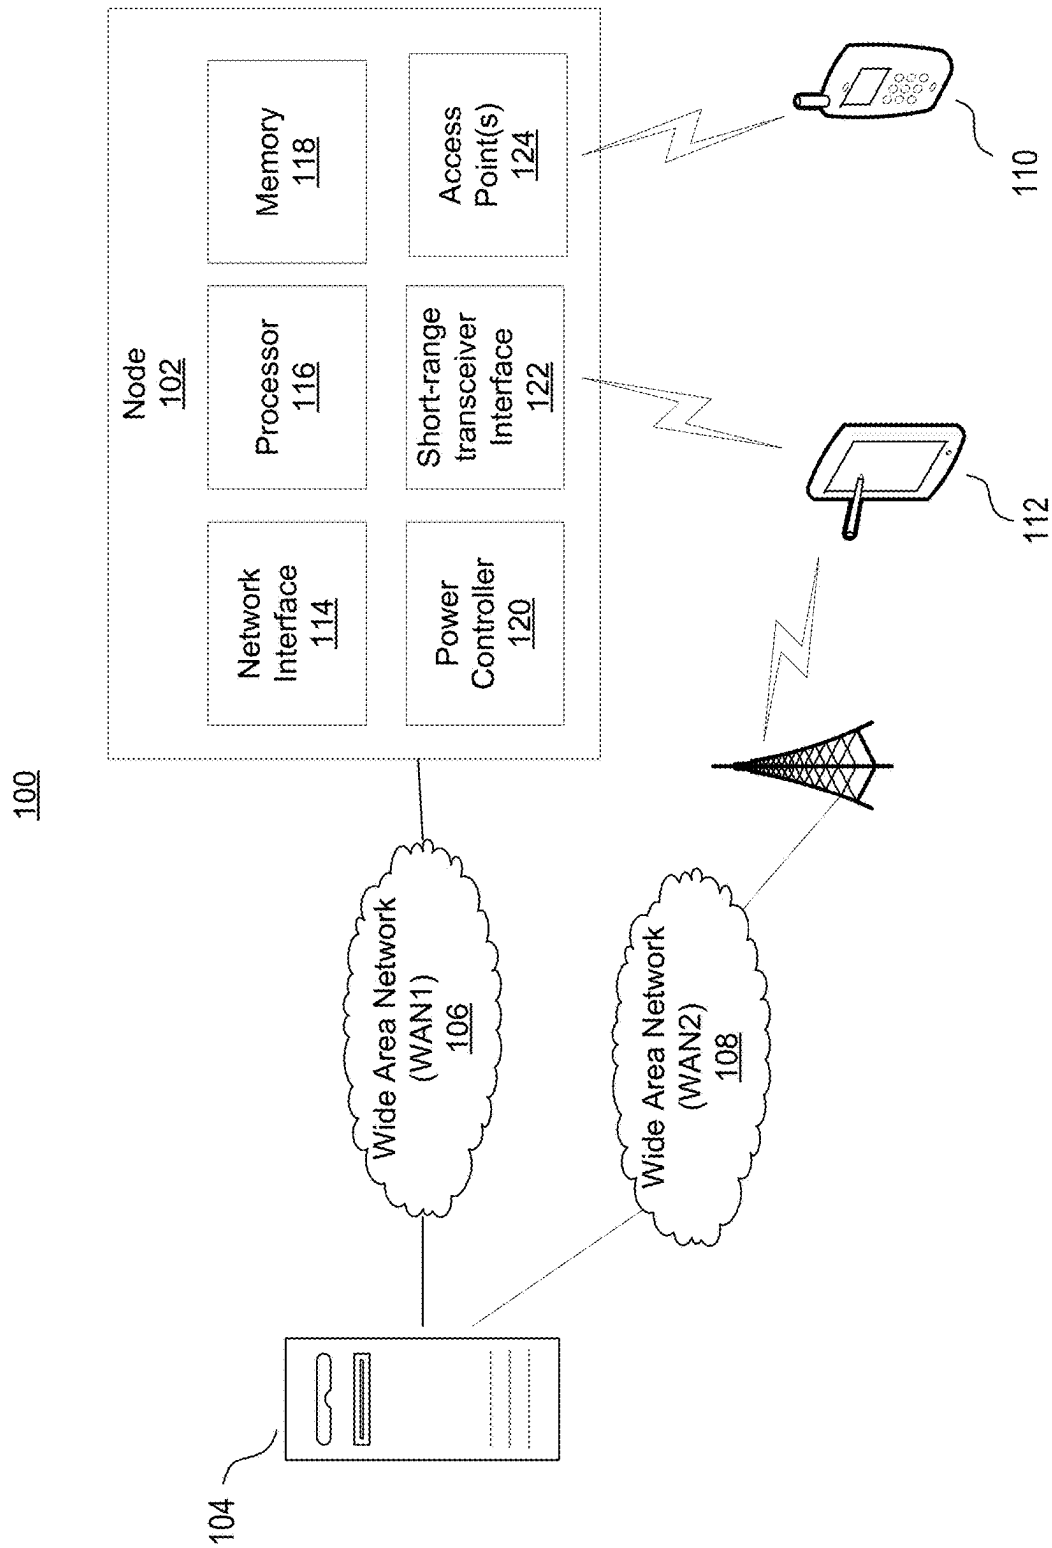 100
Node
102
Network
Interface
114
Processor
116
Memory
118
Power
Controller
120
Short-range
transceiver
Interface
122
Access
Point(s)
124
104
Wide Area Network
(WAN1)
106
Wide Area Network
(WAN2)
108
112
110